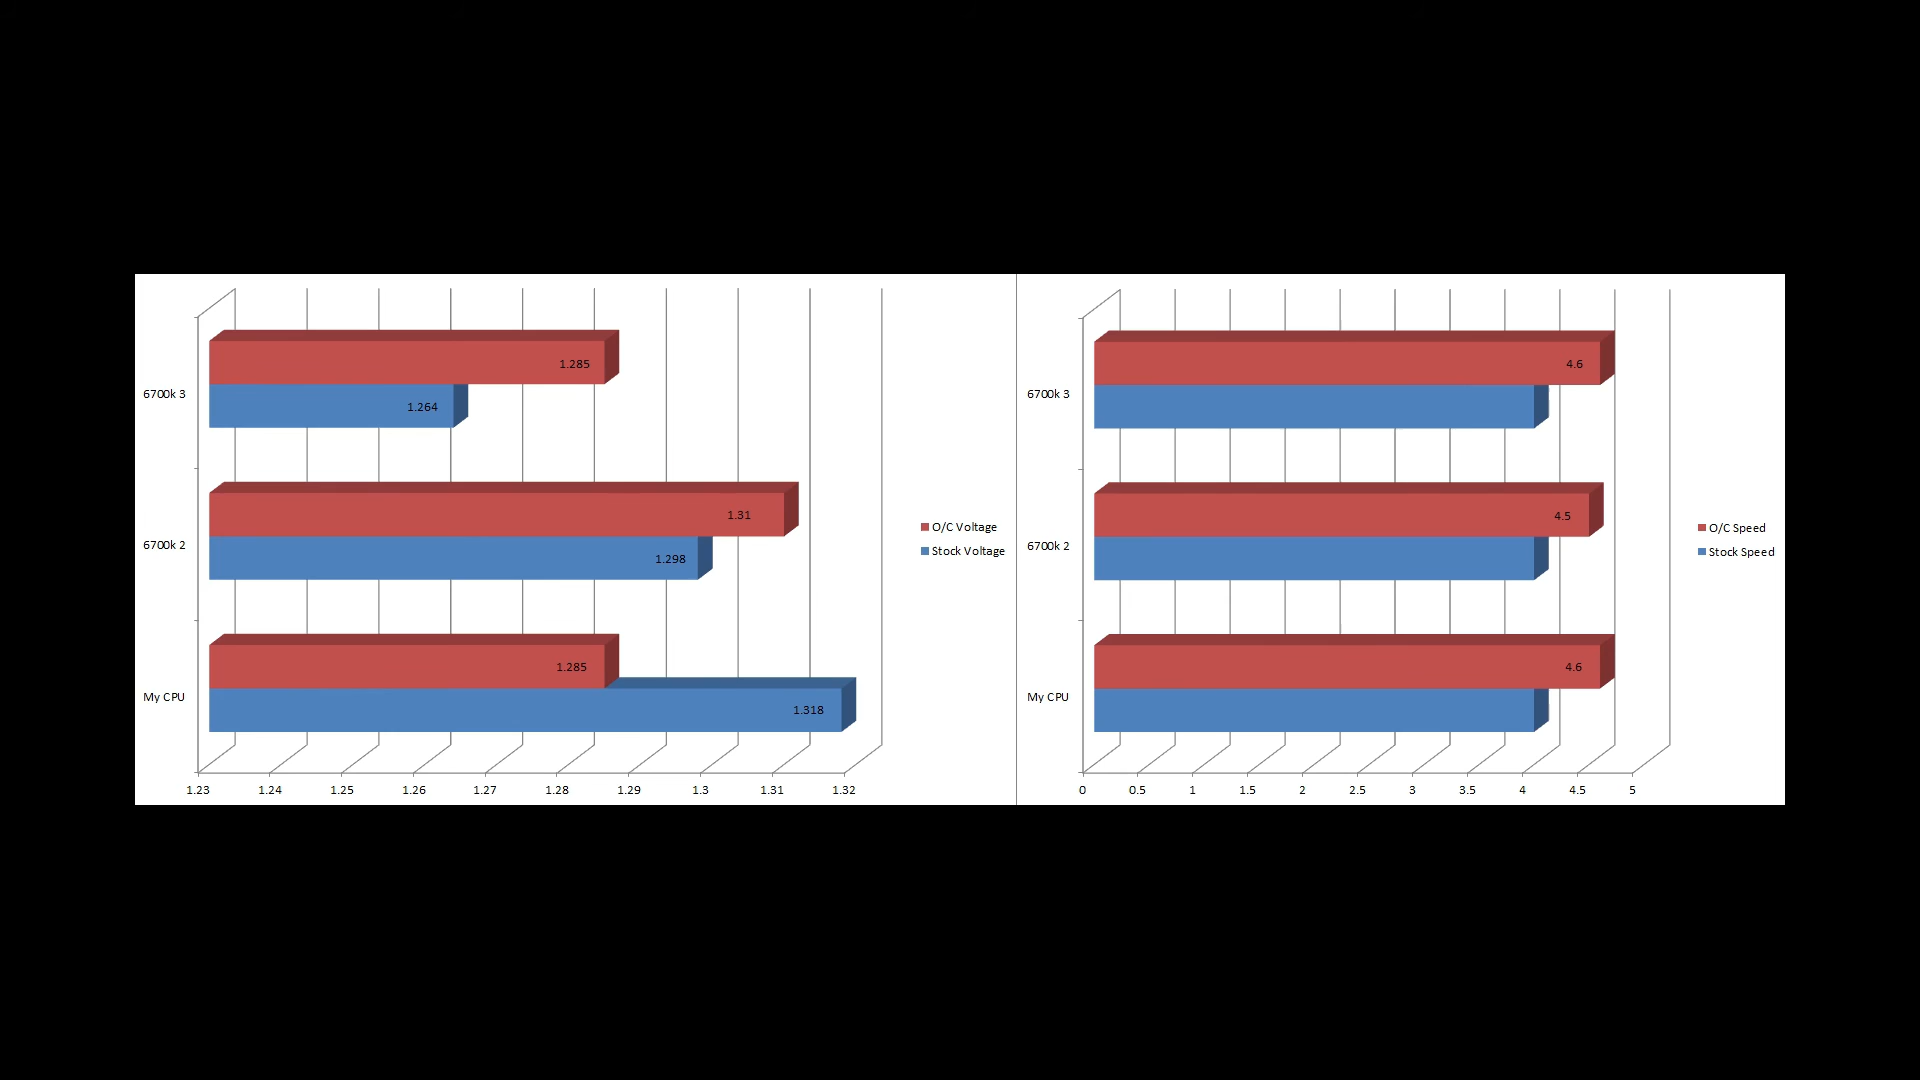 1.285
6700k 3
1.264
1.31
6700k 2
1.298
1.285
My CPU
1.318
1.23 1.24 1.25 1.26 1.27 1.28 1.29 1.3 1.31 1.32
O/C Voltage
Stock Voltage
4.6
6700k 3
4.5
6700k 2
4.6
My CPU
0 0.5 1 1.5 2 2.5 3 3.5 4 4.5 5
O/C Speed
Stock Speed